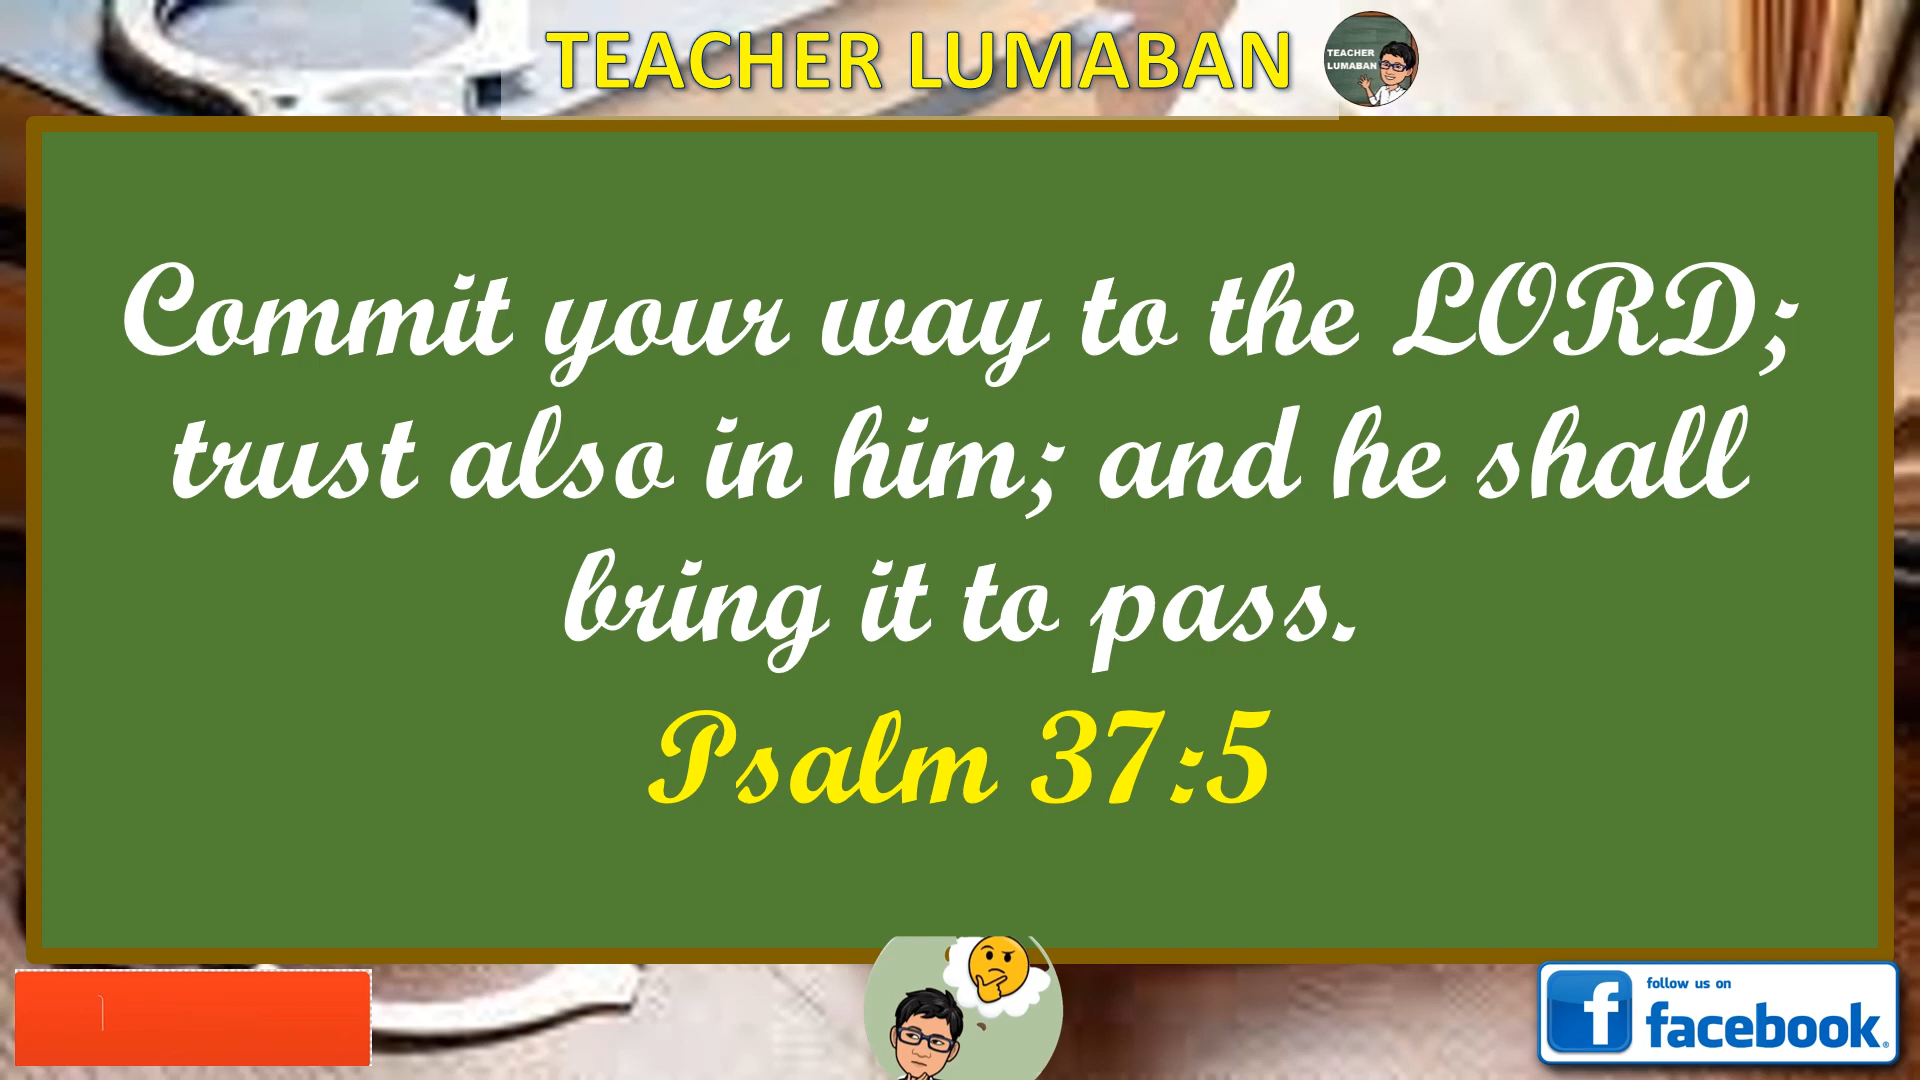 TEACHER LUMABAN
TEACHER
LUMABAN
Commit your way to the LORD;
trust also in him; and he shall
bring it to pass.
Psalm 37:5
follow us on
facebook